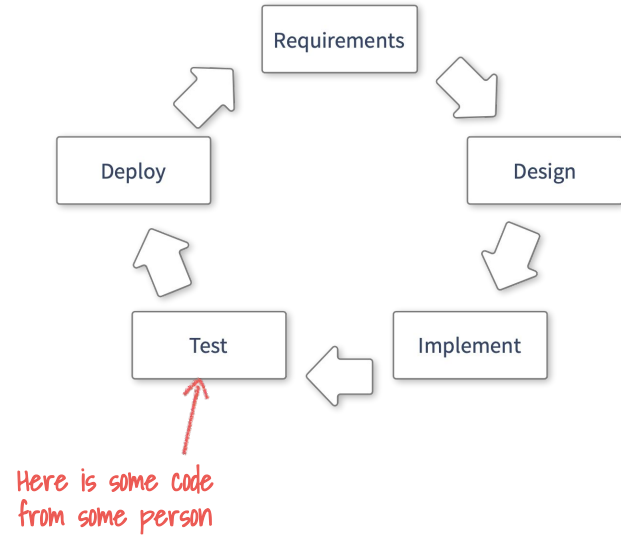 Requirements
Deploy
Design
Test
Implement
Here is some code
from some person